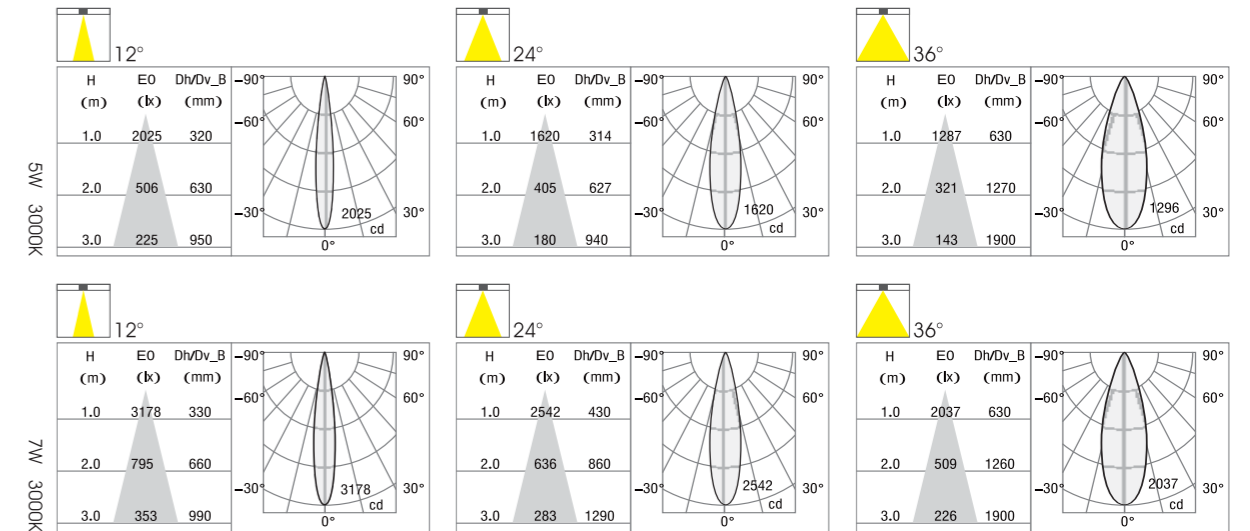 12° 24° 36°
5W 3000K
H E0 Dh/Dv_B -90° 90° H E0 Dh/Dv_B -90° 90° H E0 Dh/Dv_B -90° 90°
(m) (lx) (mm) (m) (lx) (mm) (m) (lx) (mm)
-60° 60° -60° 60° -60° 60°
1.0 2025 320 1.0 1620 314 1.0 1287 630
2.0 506 630 2.0 405 627 2.0 321 1270
-30° 2025 30° -30° 1620 30° -30° 1296 30°
cd cd cd
3.0 225 950 0° 3.0 180 940 0° 3.0 143 1900 0°
12° 24° 36°
7W 3000K
H E0 Dh/Dv_B -90° 90° H E0 Dh/Dv_B -90° 90° H E0 Dh/Dv_B -90° 90°
(m) (lx) (mm) (m) (lx) (mm) (m) (lx) (mm)
-60° 60° -60° 60° -60° 60°
1.0 3178 330 1.0 2542 430 1.0 2037 630
2.0 795 660 2.0 636 860 2.0 509 1260
-30° 3178 30° -30° 2542 30° -30° 2037 30°
cd cd cd
3.0 353 990 0° 3.0 283 1290 0° 3.0 226 1900 0°